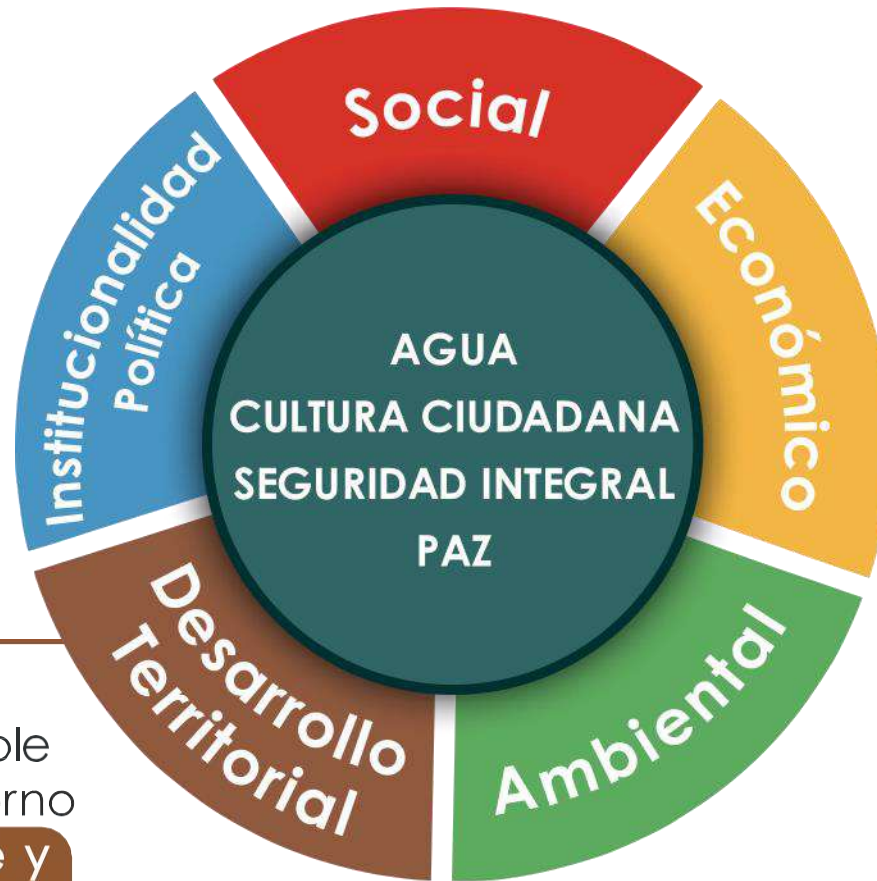 Social
Económico
Institucionalidad
Política
AGUA
CULTURA CIUDADANA
SEGURIDAD INTEGRAL
PAZ
Desarrollo
Territorial
Ambiental
y